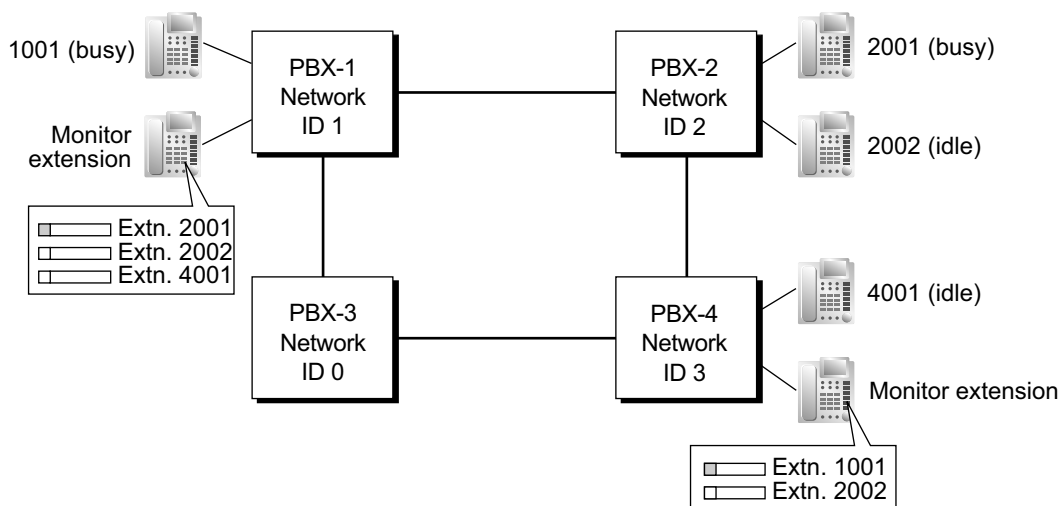 1001 (busy)
Monitor
extension
PBX-1
Network
ID 1
Extn. 2001
Extn. 2002
Extn. 4001
PBX-2
Network
ID 2
2001 (busy)
2002 (idle)
PBX-3
Network
ID 0
PBX-4
Network
ID 3
4001 (idle)
Monitor extension
Extn. 1001
Extn. 2002